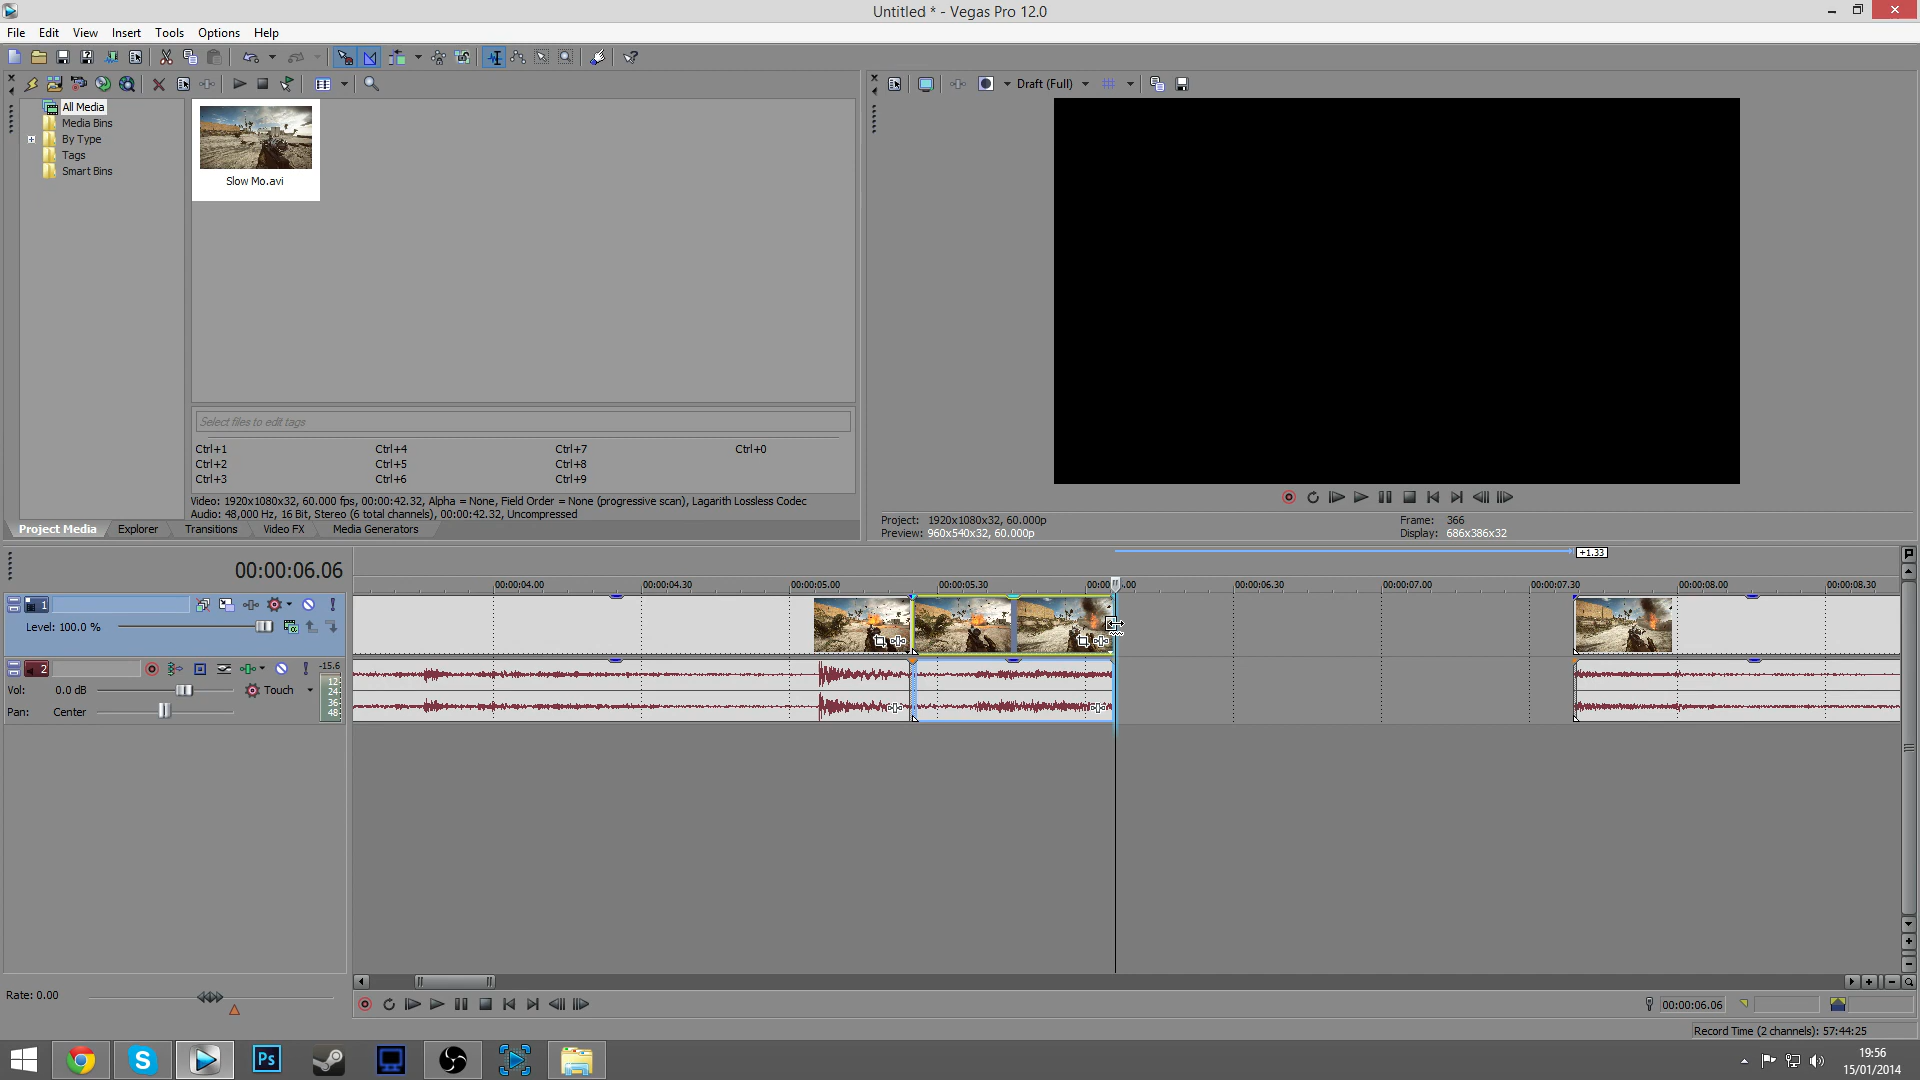 Untitled * - Vegas Pro 12.0
File Edit View Insert Tools Options Help
Draft (Full)
All Media
Media Bins
By Type
Tags
Smart Bins
Slow Mo.avi
Select files to edit tags
Ctrl+1 Ctrl+4 Ctrl+7 Ctrl+0
Ctrl+2 Ctrl+5 Ctrl+8
Ctrl+3 Ctrl+6 Ctrl+9
Video: 1920x1080x32, 60.000 fps, 00:00:42.32, Alpha = None, Field Order = None (progressive scan), Lagarith Lossless Codec
Audio: 48,000 Hz, 16 Bit, Stereo (6 total channels), 00:00:42.32, Uncompressed
Project Media Explorer Transitions Video FX Media Generators
Project: 1920x1080x32, 60.000p
Preview: 960x540x32, 60.000p
Frame: 366
Display: 686x386x32
+1.33
00:00:06.06
00:00:04.00 00:00:04.30 00:00:05.00 00:00:05.30 00:00:06.30 00:00:07.00 00:00:07.30 00:00:08.00 00:00:08.30
1
Level: 100.0 %
2
-15.6
Vol: 0.0 dB Touch
Pan: Center
12
24
36
48
Rate: 0.00
00:00:06.06
Record Time (2 channels): 57:44:25
S
Ps
19:56
15/01/2014